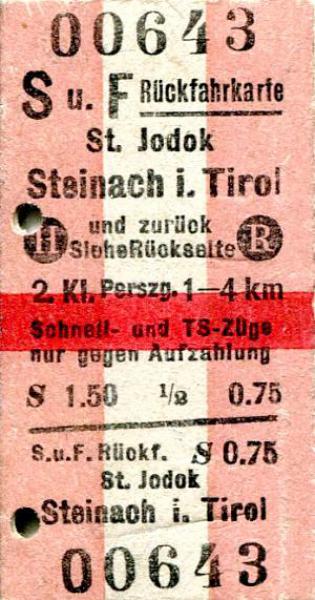 00643
S u. F Rückfahrkarte
St. Jodok
Steinach i. Tirol
und zurück
H Siehe Rückseite R
2. Kl. Perszg. 1–4 km
Schnell- und TS-Züge
nur gegen Aufzahlung
S 1.50 ½ 0.75
S.u.F. Rückf. S 0.75
St. Jodok
Steinach i. Tirol
00643